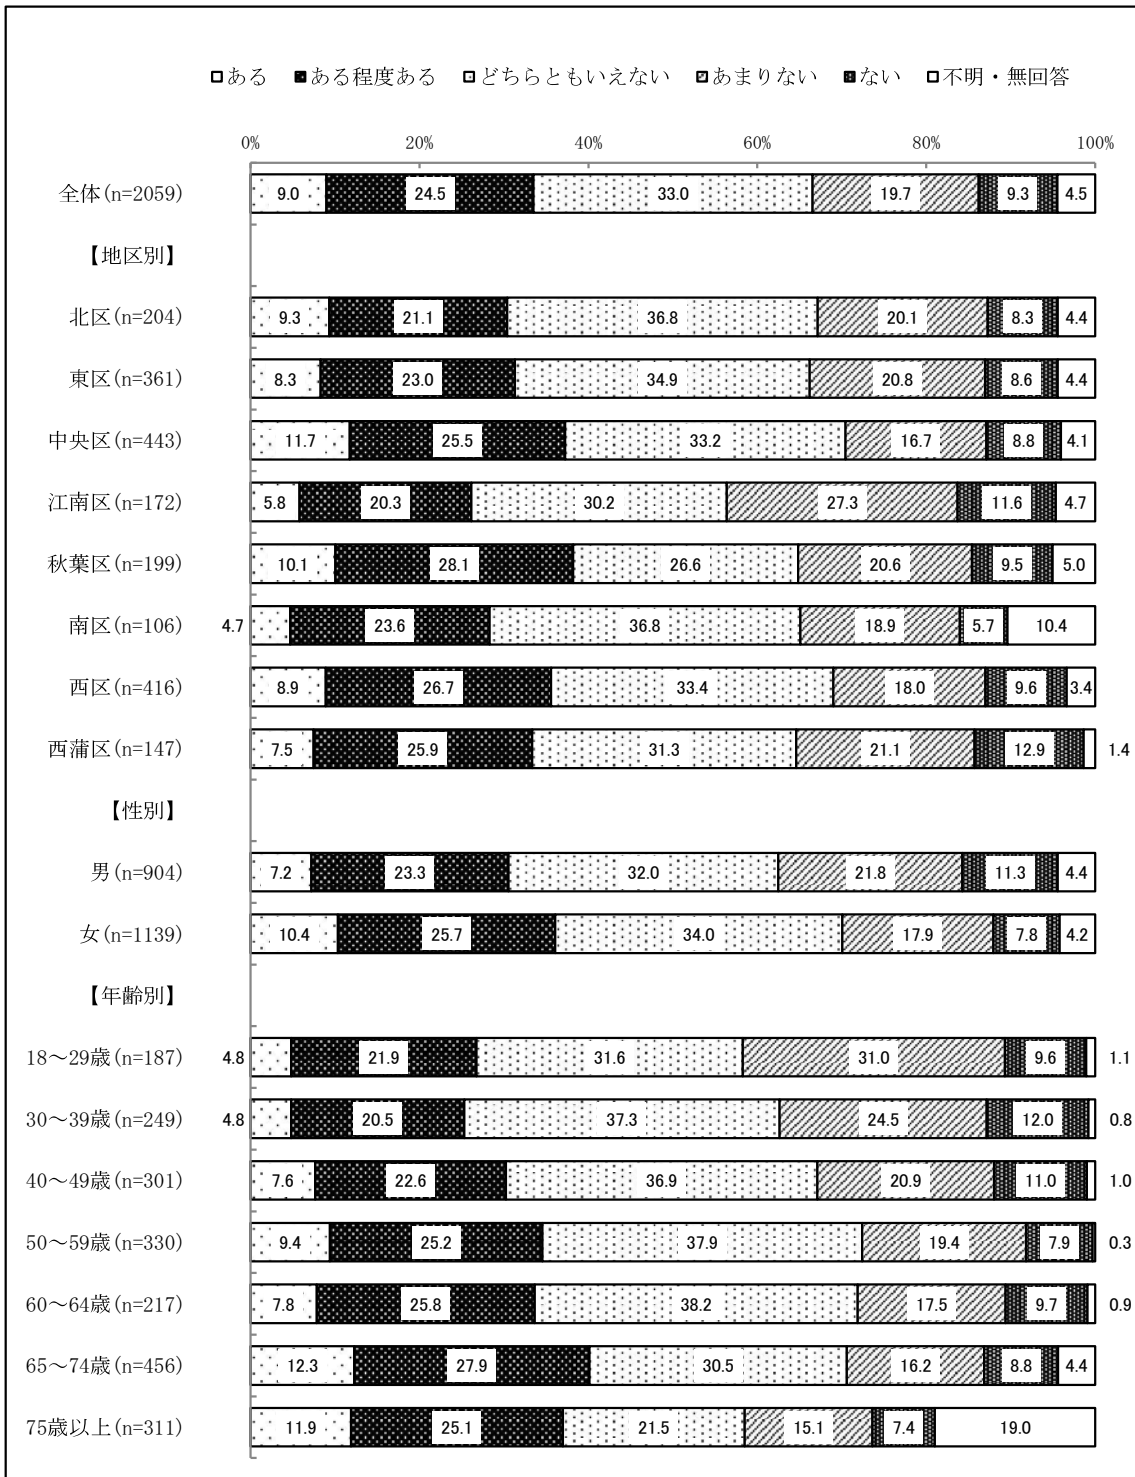 ある ある程度ある どちらともいえない あまりない ない 不明・無回答
0% 20% 40% 60% 80% 100%
全体(n=2059) 9.0 24.5 33.0 19.7 9.3 4.5
【地区別】
北区(n=204) 9.3 21.1 36.8 20.1 8.3 4.4
東区(n=361) 8.3 23.0 34.9 20.8 8.6 4.4
中央区(n=443) 11.7 25.5 33.2 16.7 8.8 4.1
江南区(n=172) 5.8 20.3 30.2 27.3 11.6 4.7
秋葉区(n=199) 10.1 28.1 26.6 20.6 9.5 5.0
南区(n=106) 4.7 23.6 36.8 18.9 5.7 10.4
西区(n=416) 8.9 26.7 33.4 18.0 9.6 3.4
西蒲区(n=147) 7.5 25.9 31.3 21.1 12.9 1.4
【性別】
男(n=904) 7.2 23.3 32.0 21.8 11.3 4.4
女(n=1139) 10.4 25.7 34.0 17.9 7.8 4.2
【年齢別】
18～29歳(n=187) 4.8 21.9 31.6 31.0 9.6 1.1
30～39歳(n=249) 4.8 20.5 37.3 24.5 12.0 0.8
40～49歳(n=301) 7.6 22.6 36.9 20.9 11.0 1.0
50～59歳(n=330) 9.4 25.2 37.9 19.4 7.9 0.3
60～64歳(n=217) 7.8 25.8 38.2 17.5 9.7 0.9
65～74歳(n=456) 12.3 27.9 30.5 16.2 8.8 4.4
75歳以上(n=311) 11.9 25.1 21.5 15.1 7.4 19.0